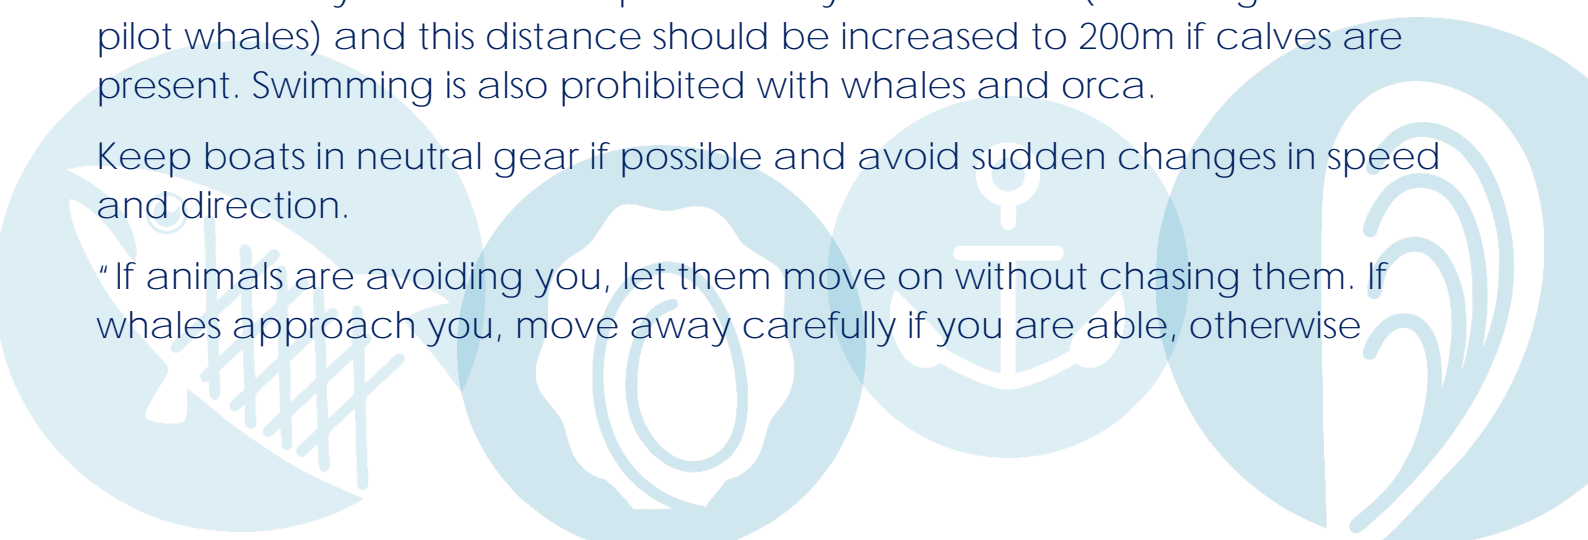 pilot whales) and this distance should be increased to 200m if calves are
present. Swimming is also prohibited with whales and orca.
Keep boats in neutral gear if possible and avoid sudden changes in speed
and direction.
“If animals are avoiding you, let them move on without chasing them. If
whales approach you, move away carefully if you are able, otherwise